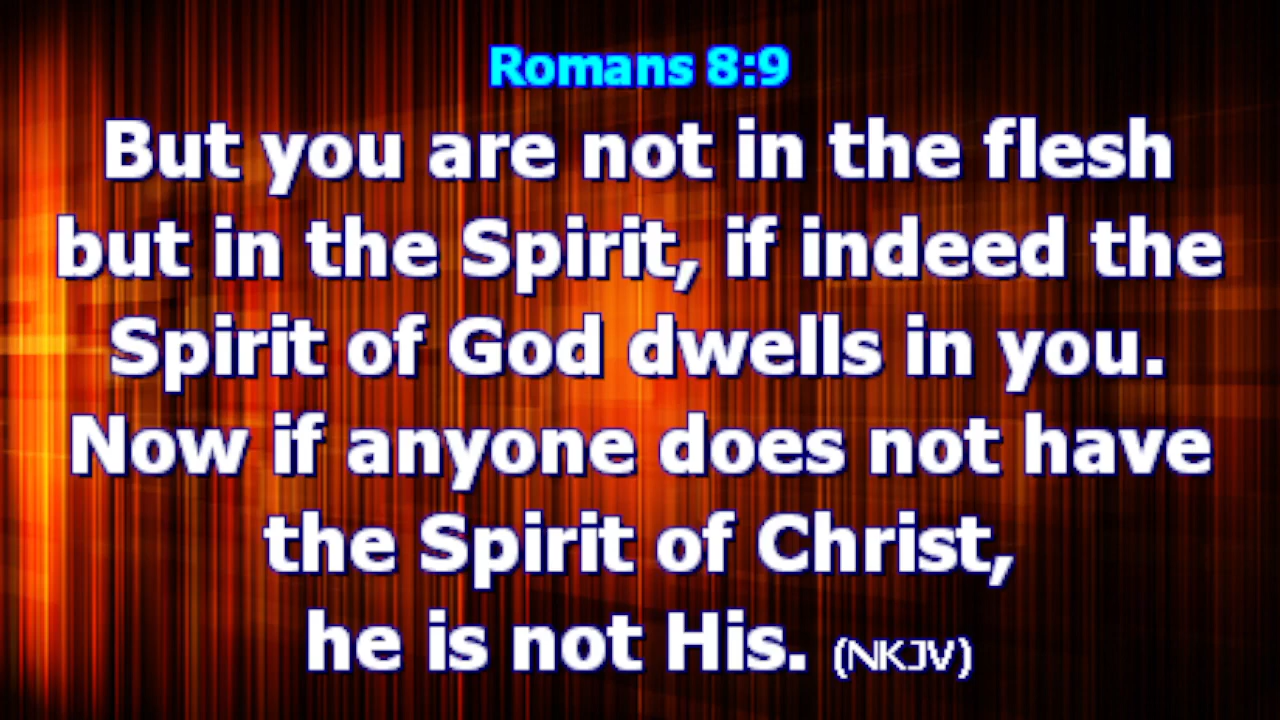 Romans 8:9
But you are not in the flesh
but in the Spirit, if indeed the
Spirit of God dwells in you.
Now if anyone does not have
the Spirit of Christ,
he is not His. (NKJV)